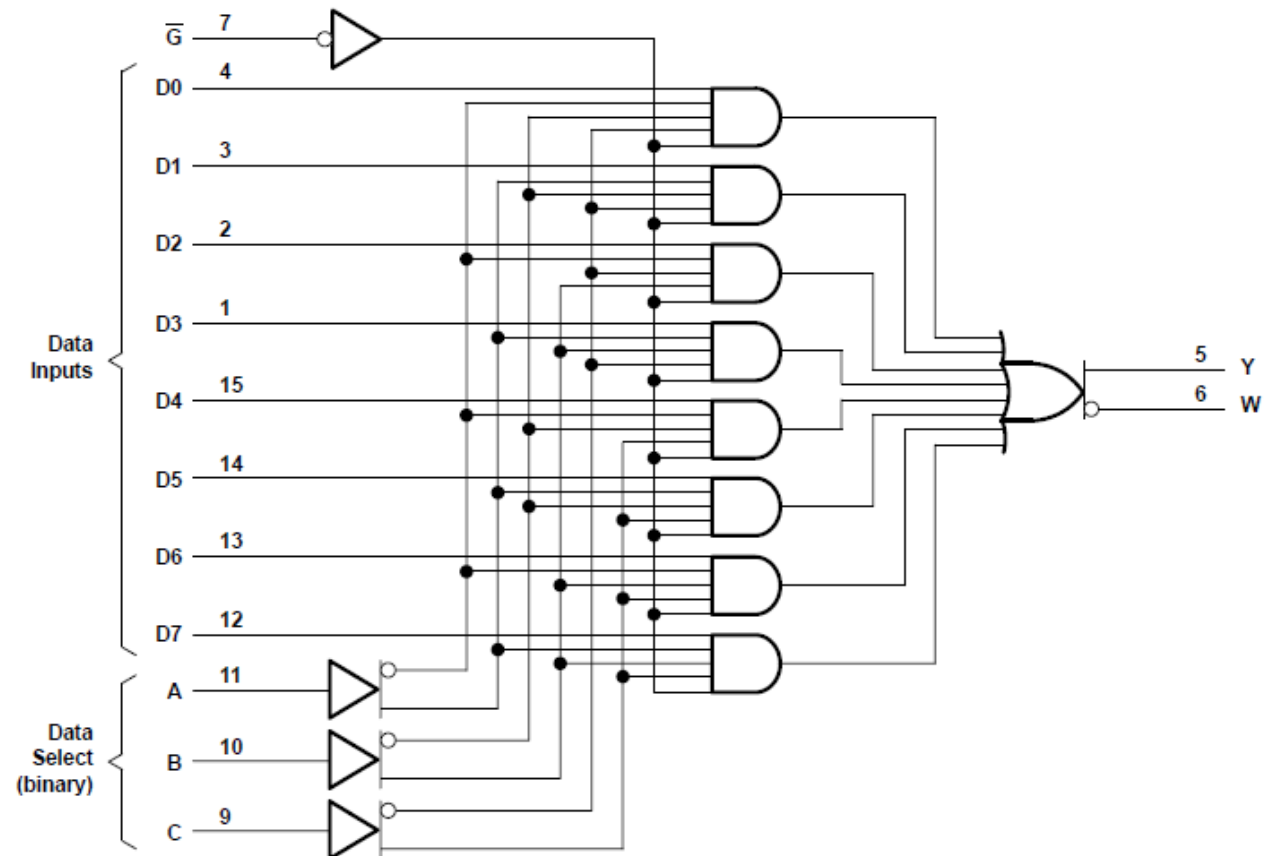 G̅ 7
D0 4
D1 3
D2 2
D3 1
Data
Inputs
D4 15
D5 14
D6 13
D7 12
A 11
Data
Select
(binary)
B 10
C 9
5 Y
6 W